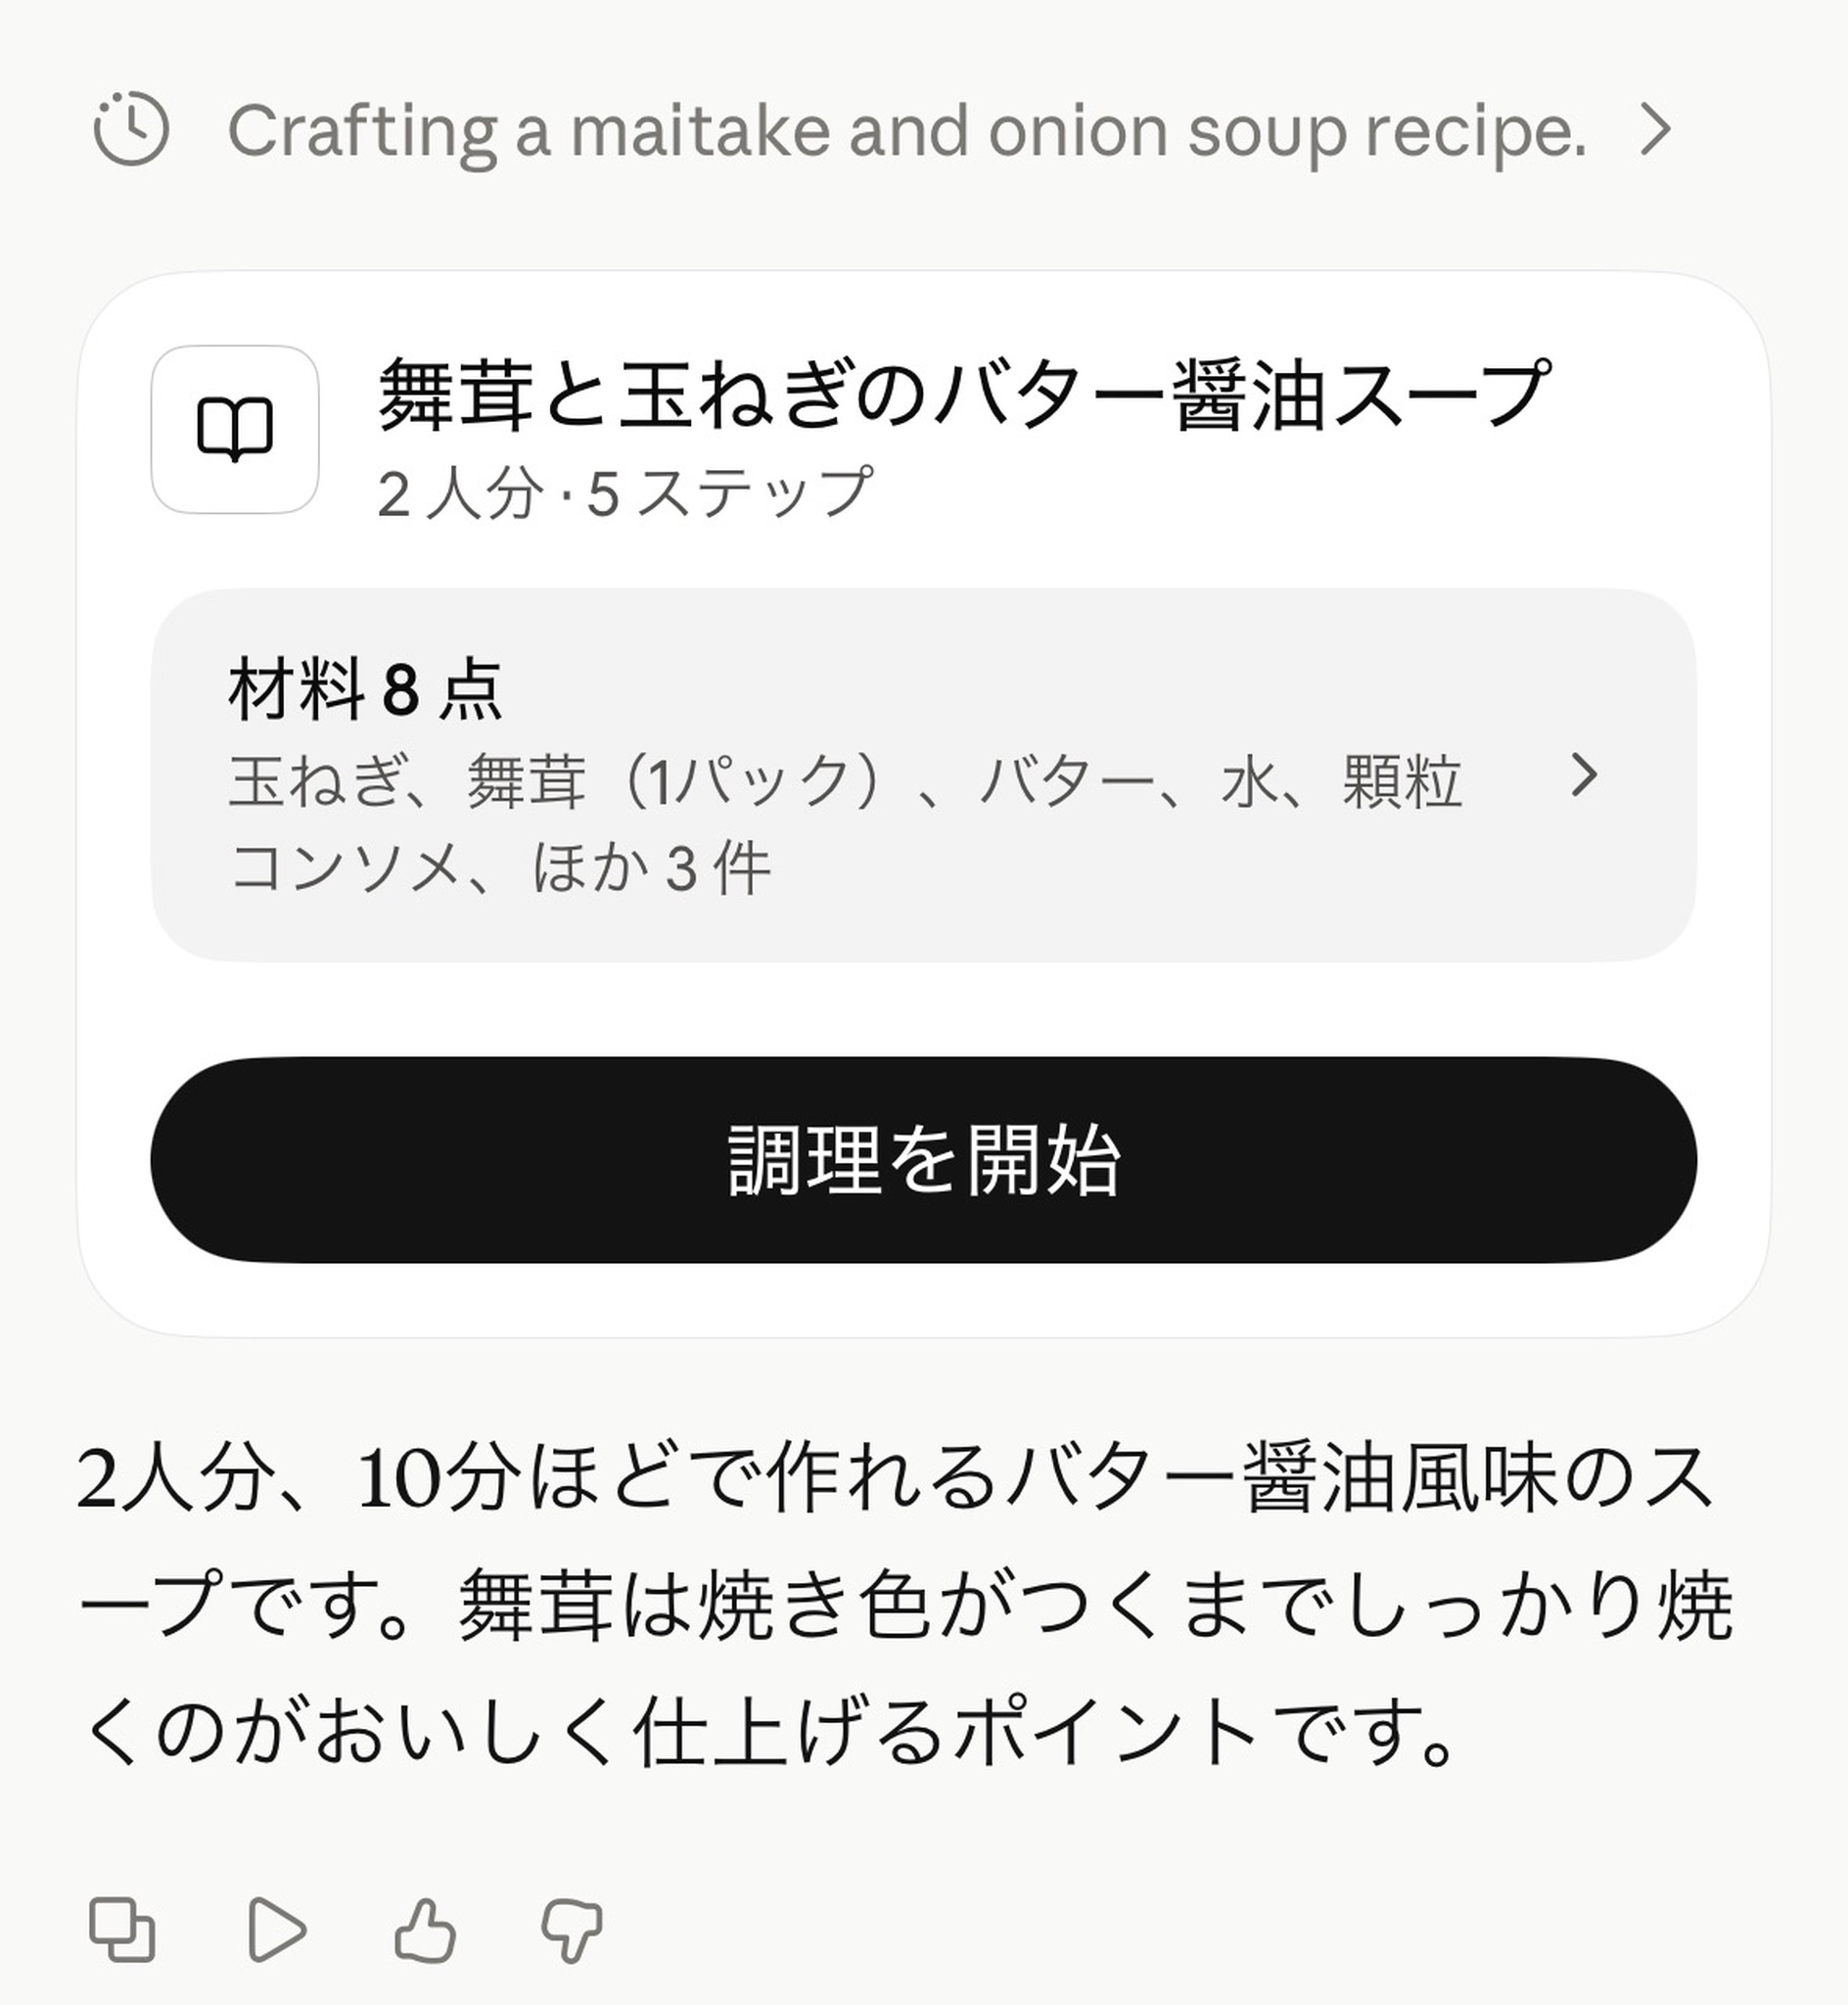 Crafting a maitake and onion soup recipe.
舞茸と玉ねぎのバター醤油スープ
2 人分 · 5 ステップ
材料 8 点
玉ねぎ、舞茸（1パック）、バター、水、顆粒
コンソメ、ほか 3 件
調理を開始
2人分、10分ほどで作れるバター醤油風味のス
ープです。舞茸は焼き色がつくまでしっかり焼
くのがおいしく仕上げるポイントです。